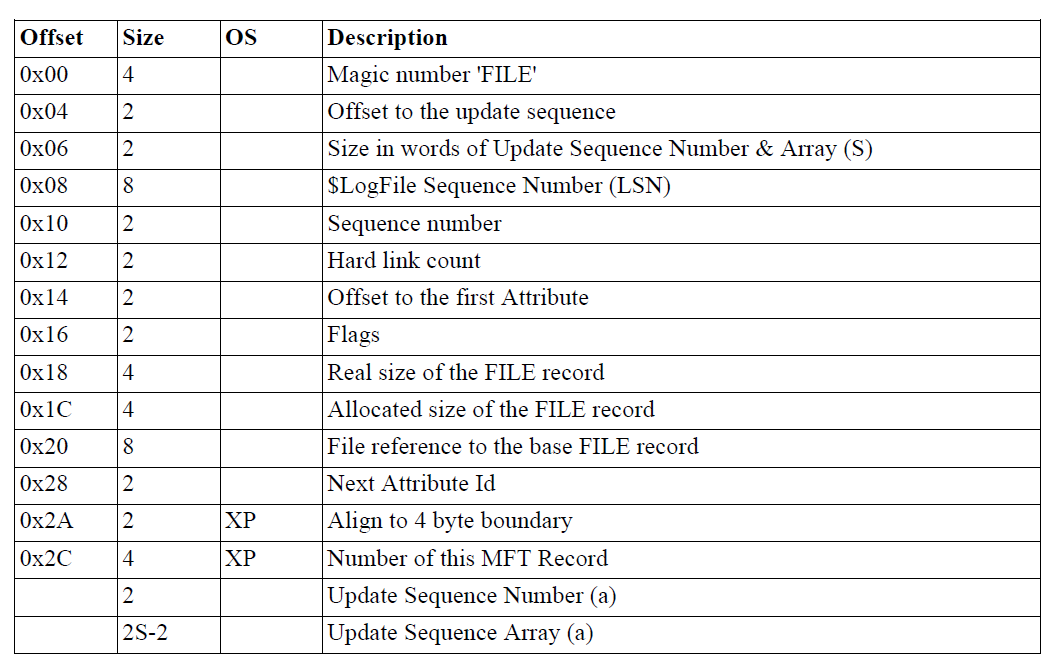 Offset Size OS Description
0x00 4 Magic number 'FILE'
0x04 2 Offset to the update sequence
0x06 2 Size in words of Update Sequence Number & Array (S)
0x08 8 $LogFile Sequence Number (LSN)
0x10 2 Sequence number
0x12 2 Hard link count
0x14 2 Offset to the first Attribute
0x16 2 Flags
0x18 4 Real size of the FILE record
0x1C 4 Allocated size of the FILE record
0x20 8 File reference to the base FILE record
0x28 2 Next Attribute Id
0x2A 2 XP Align to 4 byte boundary
0x2C 4 XP Number of this MFT Record
2 Update Sequence Number (a)
2S-2 Update Sequence Array (a)